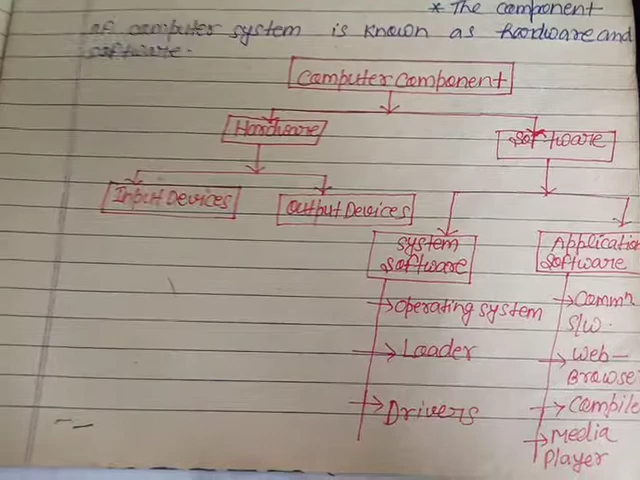 * The component
of computer system is known as hardware and
software.
Computer Component
Hardware
Software
Input Devices
Output Devices
System
software
Application
software
Operating system
Loader
Drivers
Commn
s/w.
Web-
Browse
Compile
Media
Player